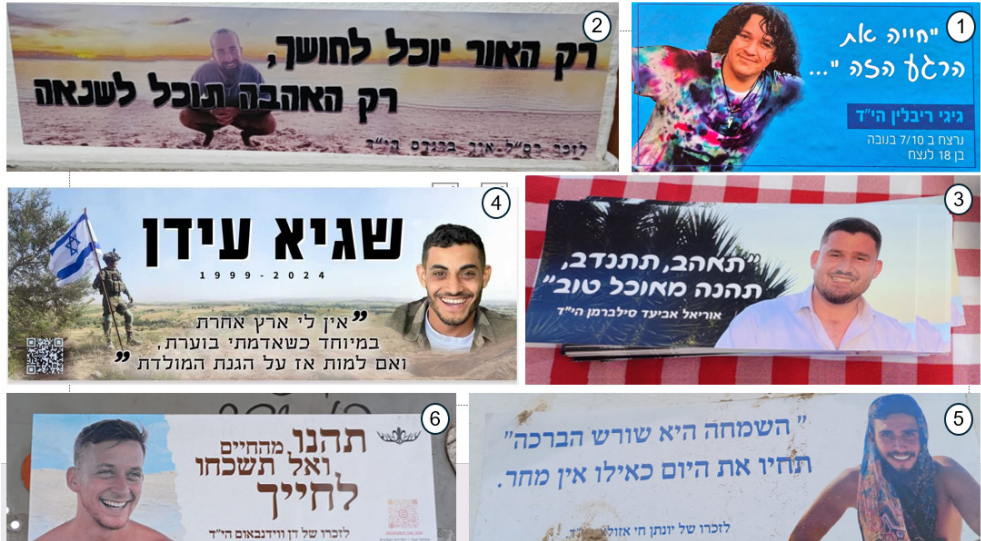 1
"חייה את
הרגע הזה"...
גיגי ריבלין הי"ד
נרצח ב 7/10 בנובה
בן 18 לנצח
2
רק האור יוכל לחושך,
רק האהבה תוכל לשנאה
לזכר רס"ל
הי"ד
3
"תאהב, תתנדב,
תהנה מאוכל טוב"
אוריאל אביעד סילברמן הי"ד
4
שגיא עידן
1999-2024
"אין לי ארץ אחרת
במיוחד כשאדמתי בוערת,
ואם למות אז על הגנת המולדת"
5
"השמחה היא שורש הברכה"
תחיו את היום כאילו אין מחר.
לזכרו של יונתן חי
6
תהנו מהחיים
ואל תשכחו
לחייך
לזכרו של דן ווידנבאום הי"ד